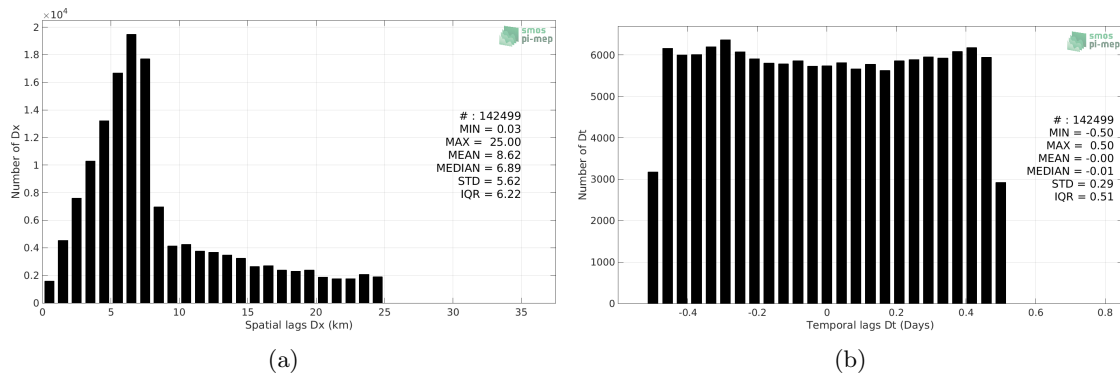 ×10⁴
2
1.8
1.6
1.4
1.2
1
0.8
0.6
0.4
0.2
0
Number of Dx
smos
pi-mep
# : 142499
MIN = 0.03
MAX = 25.00
MEAN = 8.62
MEDIAN = 6.89
STD = 5.62
IQR = 6.22
0 5 10 15 20 25 30 35
Spatial lags Dx (km)
(a)
6000
5000
4000
3000
2000
1000
0
Number of Dt
smos
pi-mep
# : 142499
MIN = -0.50
MAX = 0.50
MEAN = -0.00
MEDIAN = -0.01
STD = 0.29
IQR = 0.51
-0.4 -0.2 0 0.2 0.4 0.6 0.8
Temporal lags Dt (Days)
(b)